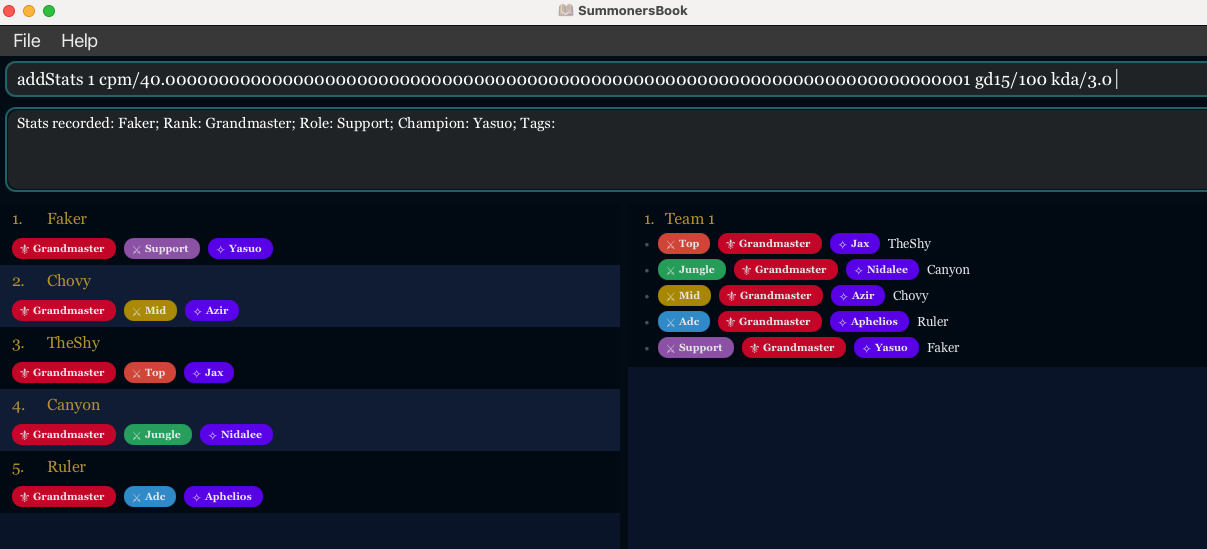 SummonersBook
File Help
addStats 1 cpm/40.00000000000000000000000000000000000000000000000000000000000000000000000000001 gd15/100 kda/3.0
Stats recorded: Faker; Rank: Grandmaster; Role: Support; Champion: Yasuo; Tags:
1. Faker
Grandmaster Support Yasuo
2. Chovy
Grandmaster Mid Azir
3. TheShy
Grandmaster Top Jax
4. Canyon
Grandmaster Jungle Nidalee
5. Ruler
Grandmaster Adc Aphelios
1. Team 1
Top Grandmaster Jax TheShy
Jungle Grandmaster Nidalee Canyon
Mid Grandmaster Azir Chovy
Adc Grandmaster Aphelios Ruler
Support Grandmaster Yasuo Faker